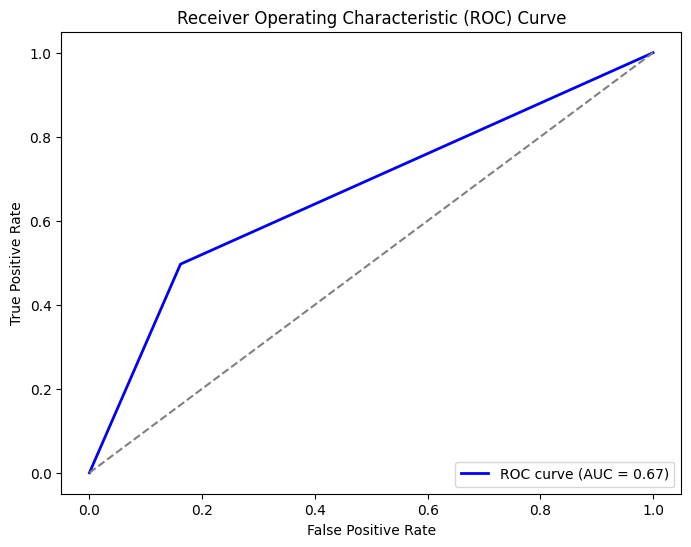 Receiver Operating Characteristic (ROC) Curve
True Positive Rate
1.0
0.8
0.6
0.4
0.2
0.0
0.0 0.2 0.4 0.6 0.8 1.0
False Positive Rate
ROC curve (AUC = 0.67)